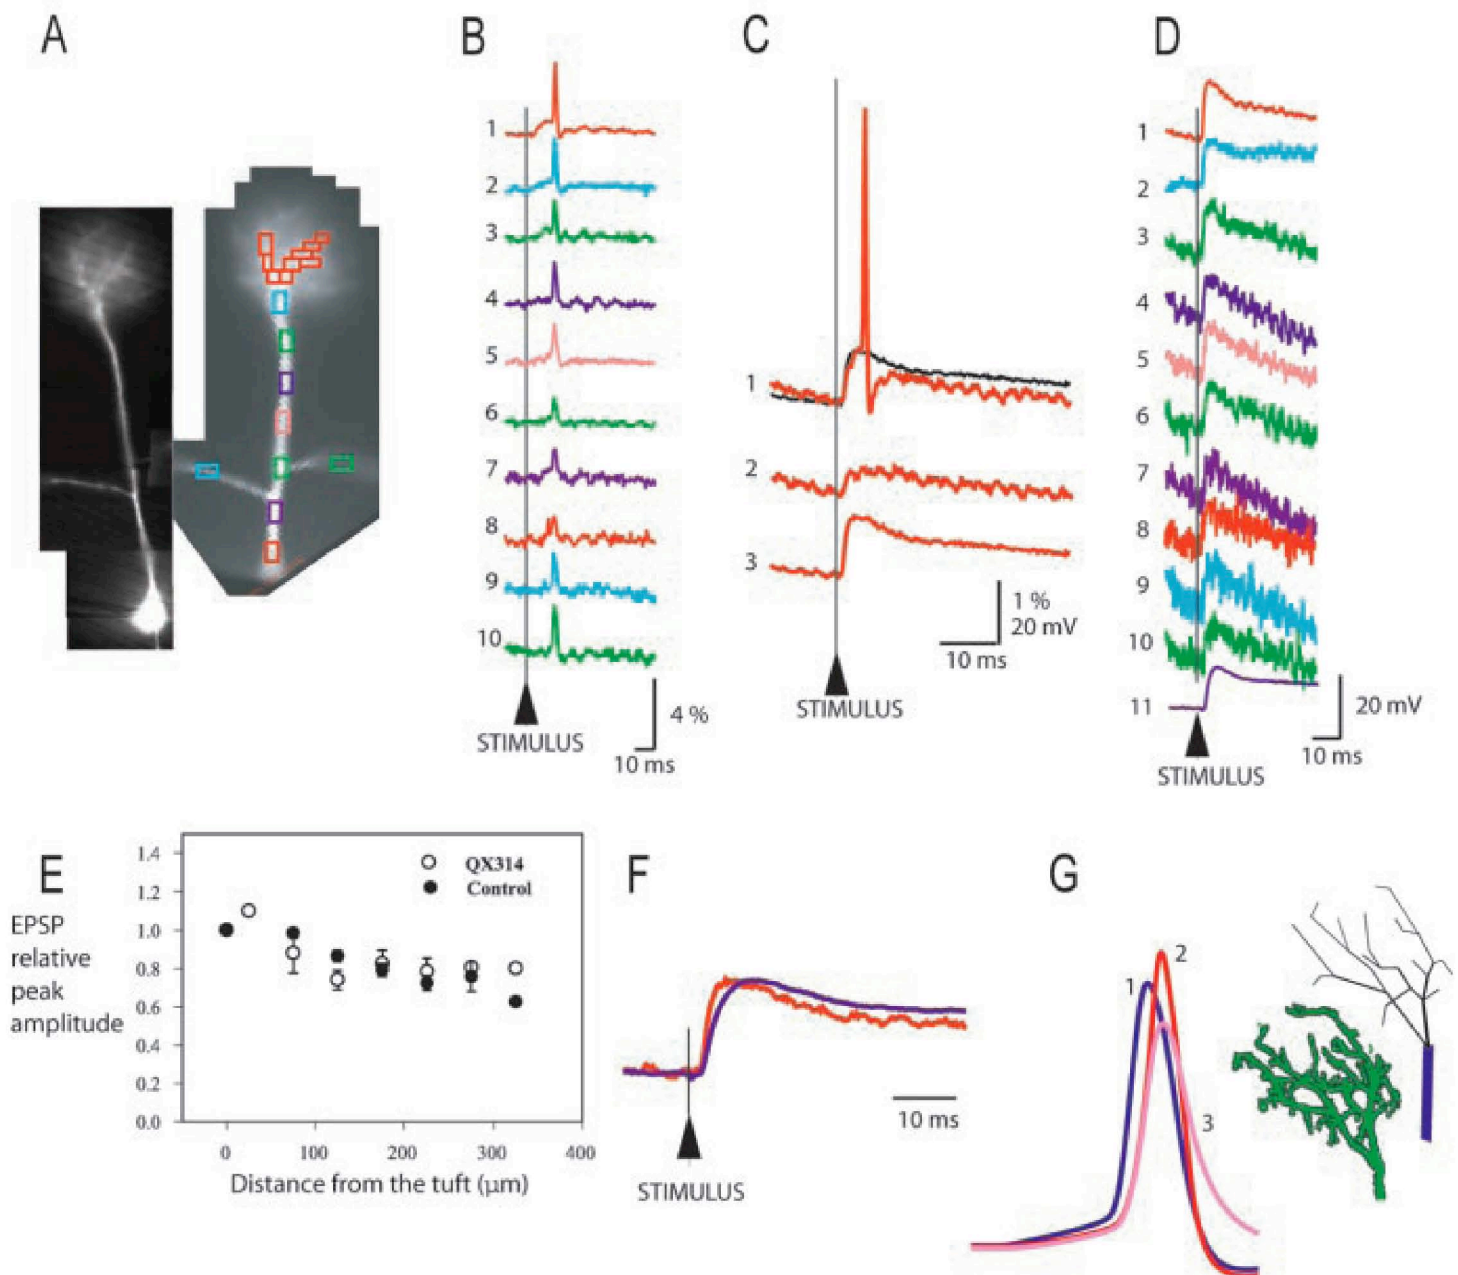 A
B
1
2
3
4
5
6
7
8
9
10
STIMULUS
4 %
10 ms
C
1
2
3
1 %
20 mV
10 ms
STIMULUS
D
1
2
3
4
5
6
7
8
9
10
11
20 mV
10 ms
STIMULUS
E
EPSP
relative
peak
amplitude
1.4
1.2
1.0
0.8
0.6
0.4
0.2
0.0
QX314
Control
0
100
200
300
400
Distance from the tuft (μm)
F
10 ms
STIMULUS
G
1
2
3